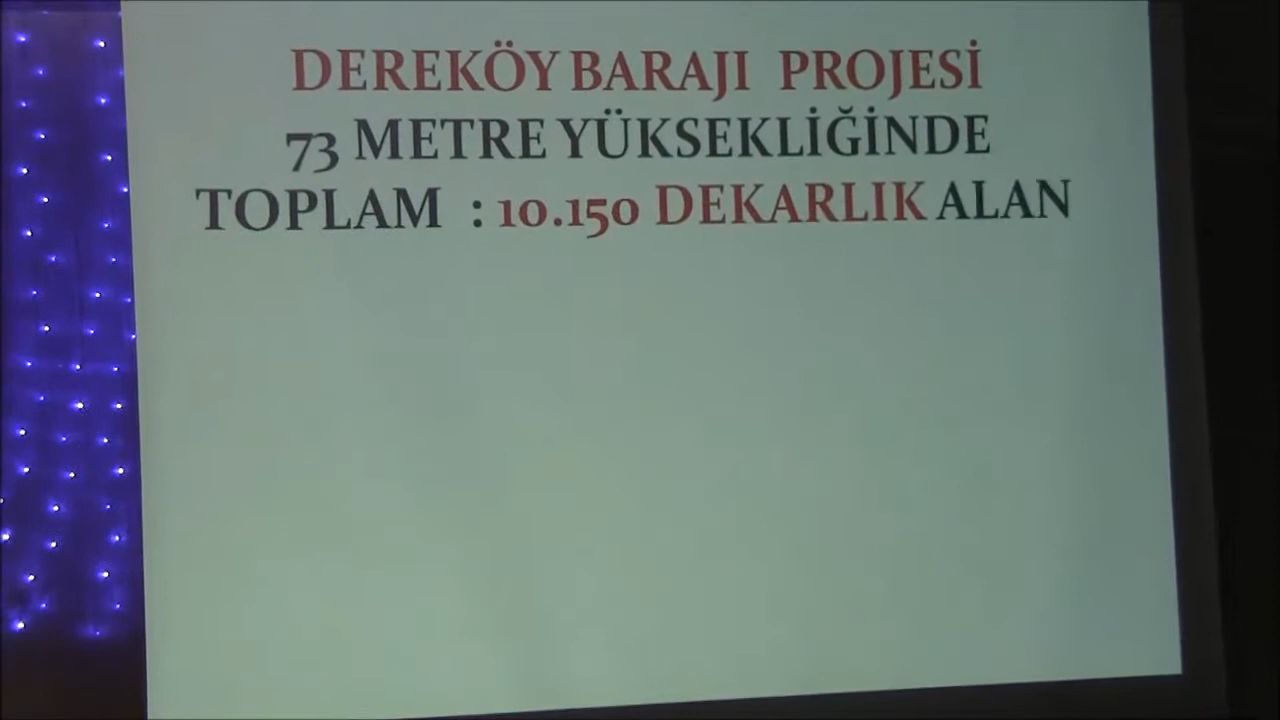 DEREKÖY BARAJI PROJESİ
73 METRE YÜKSEKLİĞİNDE
TOPLAM : 10.150 DEKARLIK ALAN